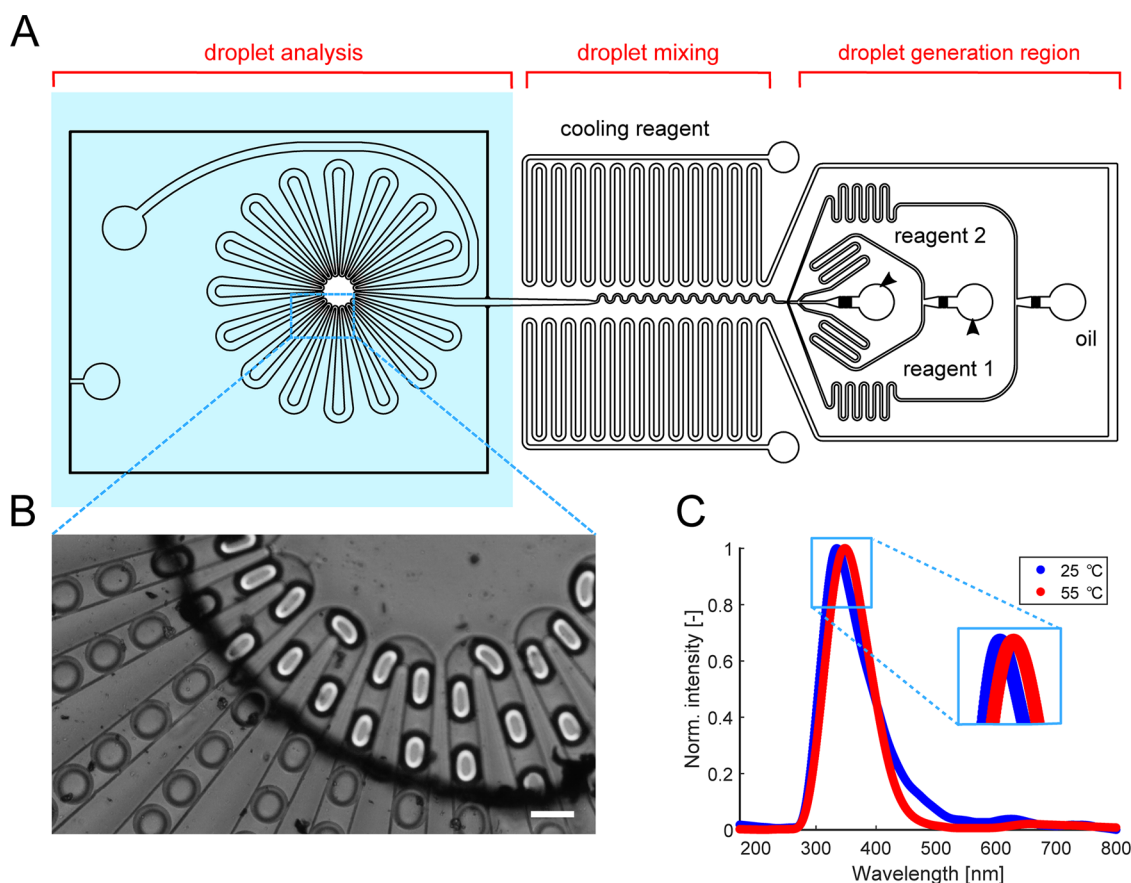 A
droplet analysis
droplet mixing
droplet generation region
cooling reagent
reagent 2
reagent 1
oil
B
C
1
0.8
0.6
0.4
0.2
0
Norm. intensity [-]
25 ℃
55 ℃
200 300 400 500 600 700 800
Wavelength [nm]